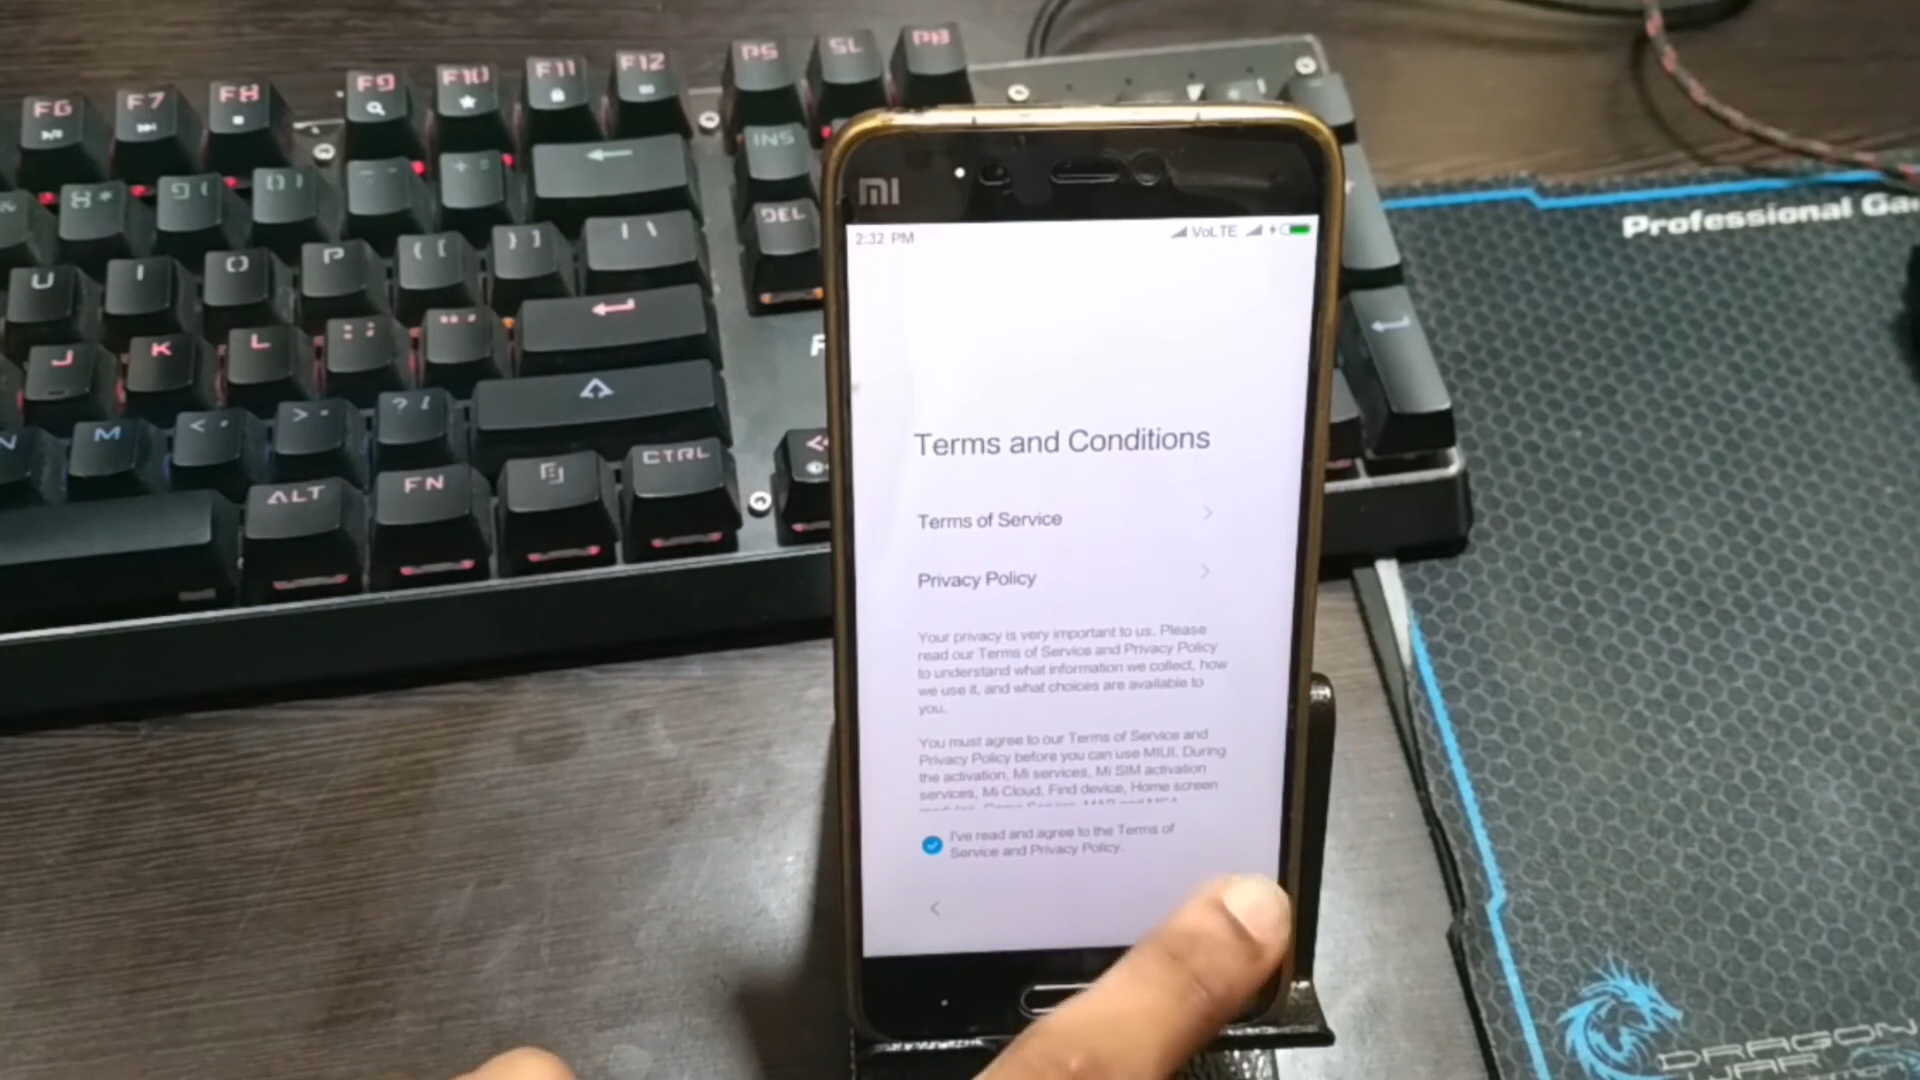 F6 F7 F8 F9 F10 F11 F12 PS SL PB
INS
DEL
U I O P
J K L
M
ALT FN CTRL
Professional Ga
MI
2:32 PM VoLTE
Terms and Conditions
Terms of Service
Privacy Policy
Your privacy is very important to us. Please
read our Terms of Service and Privacy Policy
to understand what information we collect, how
we use it, and what choices are available to
you.
You must agree to our Terms of Service and
Privacy Policy before you can use MIUI. During
the activation, Mi services, Mi SIM activation
services, Mi Cloud, Find device, Home screen
I've read and agree to the Terms of
Service and Privacy Policy.
DRAGON
WAR